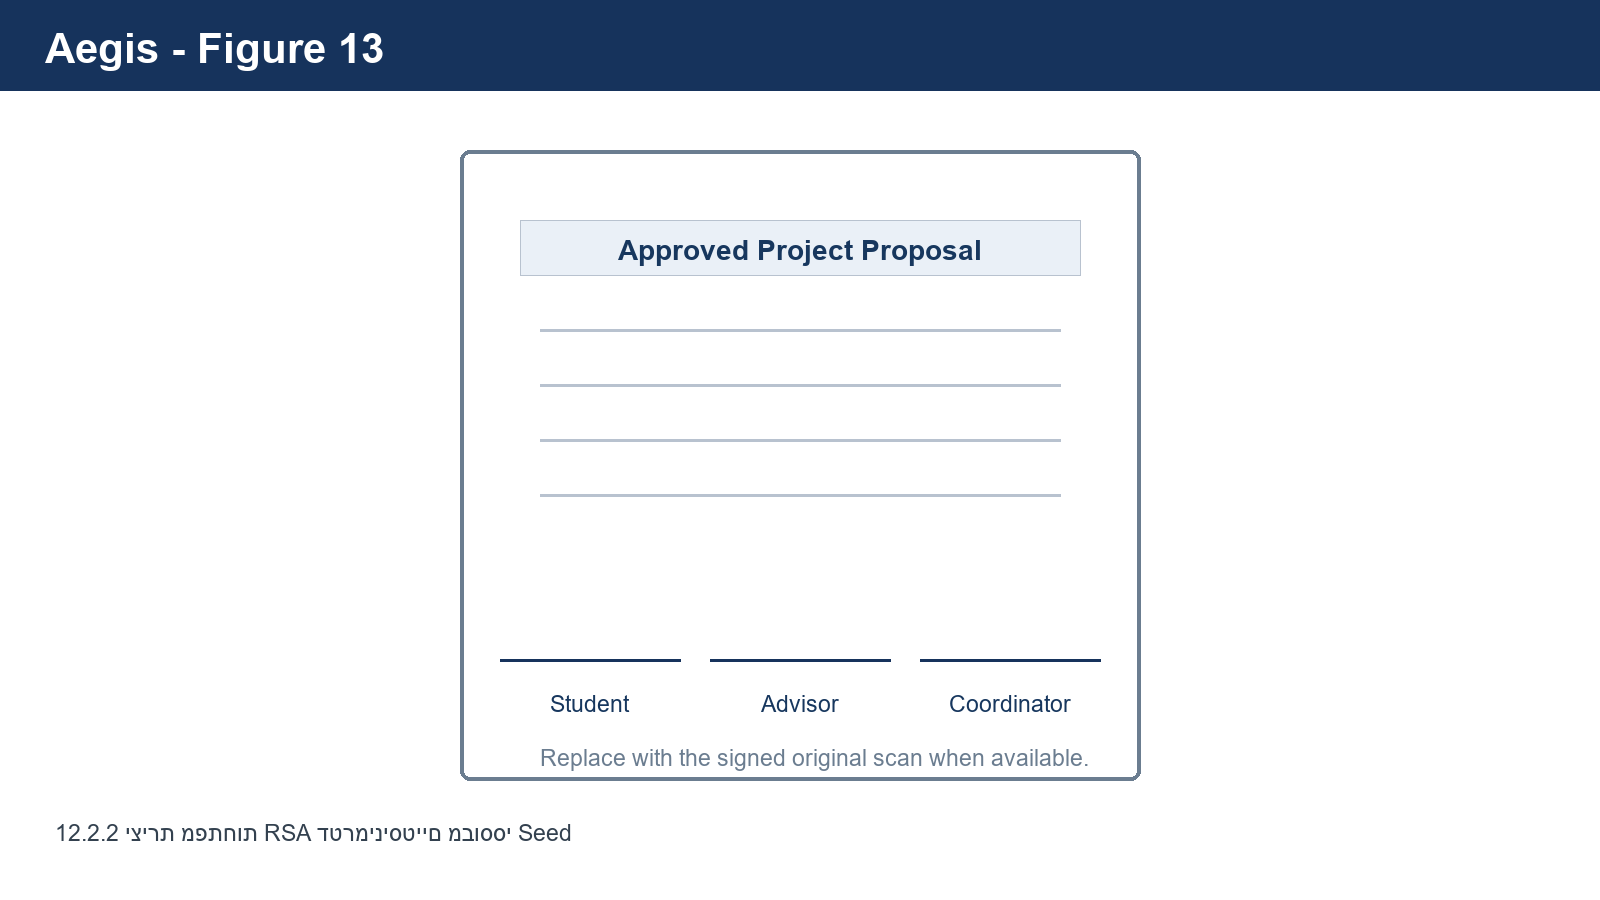 Aegis - Figure 13
Approved Project Proposal
Student Advisor Coordinator
Replace with the signed original scan when available.
12.2.2 יצירת מפתחות RSA דטרמיניסטיים מבוססי Seed